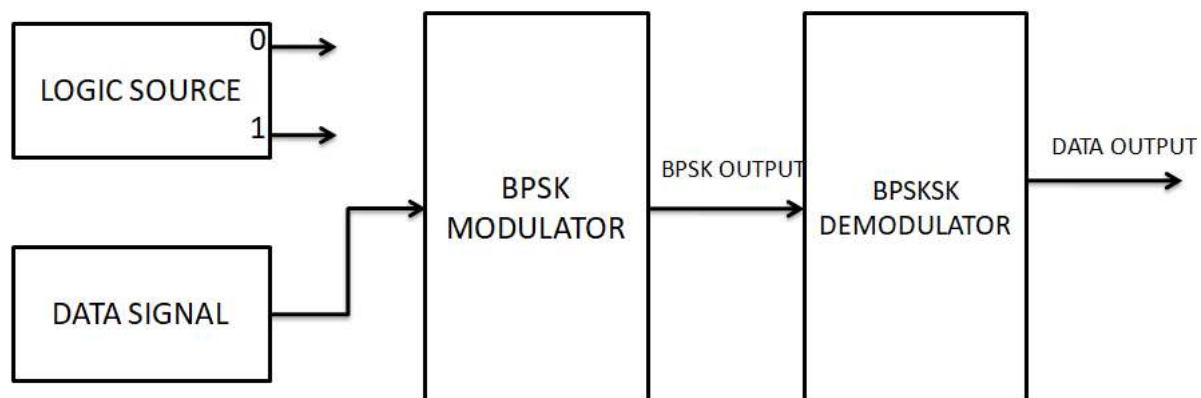 0
LOGIC SOURCE
1
DATA SIGNAL
BPSK
MODULATOR
BPSK OUTPUT
BPSKSK
DEMODULATOR
DATA OUTPUT